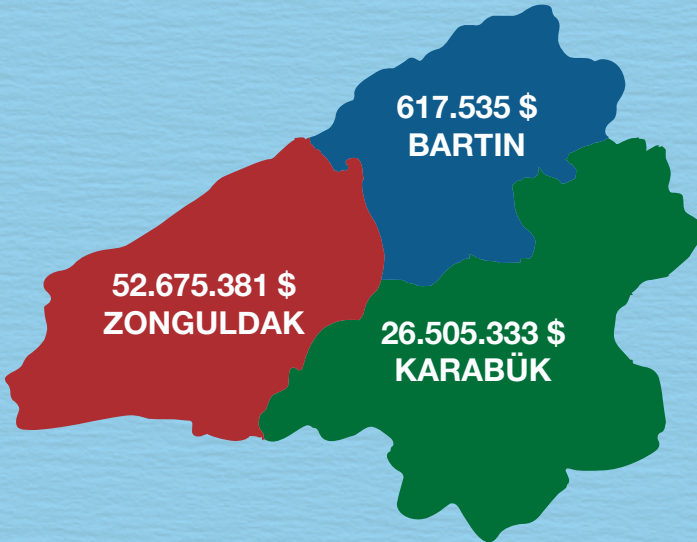 617.535 $
BARTIN
52.675.381 $
ZONGULDAK
26.505.333 $
KARABÜK